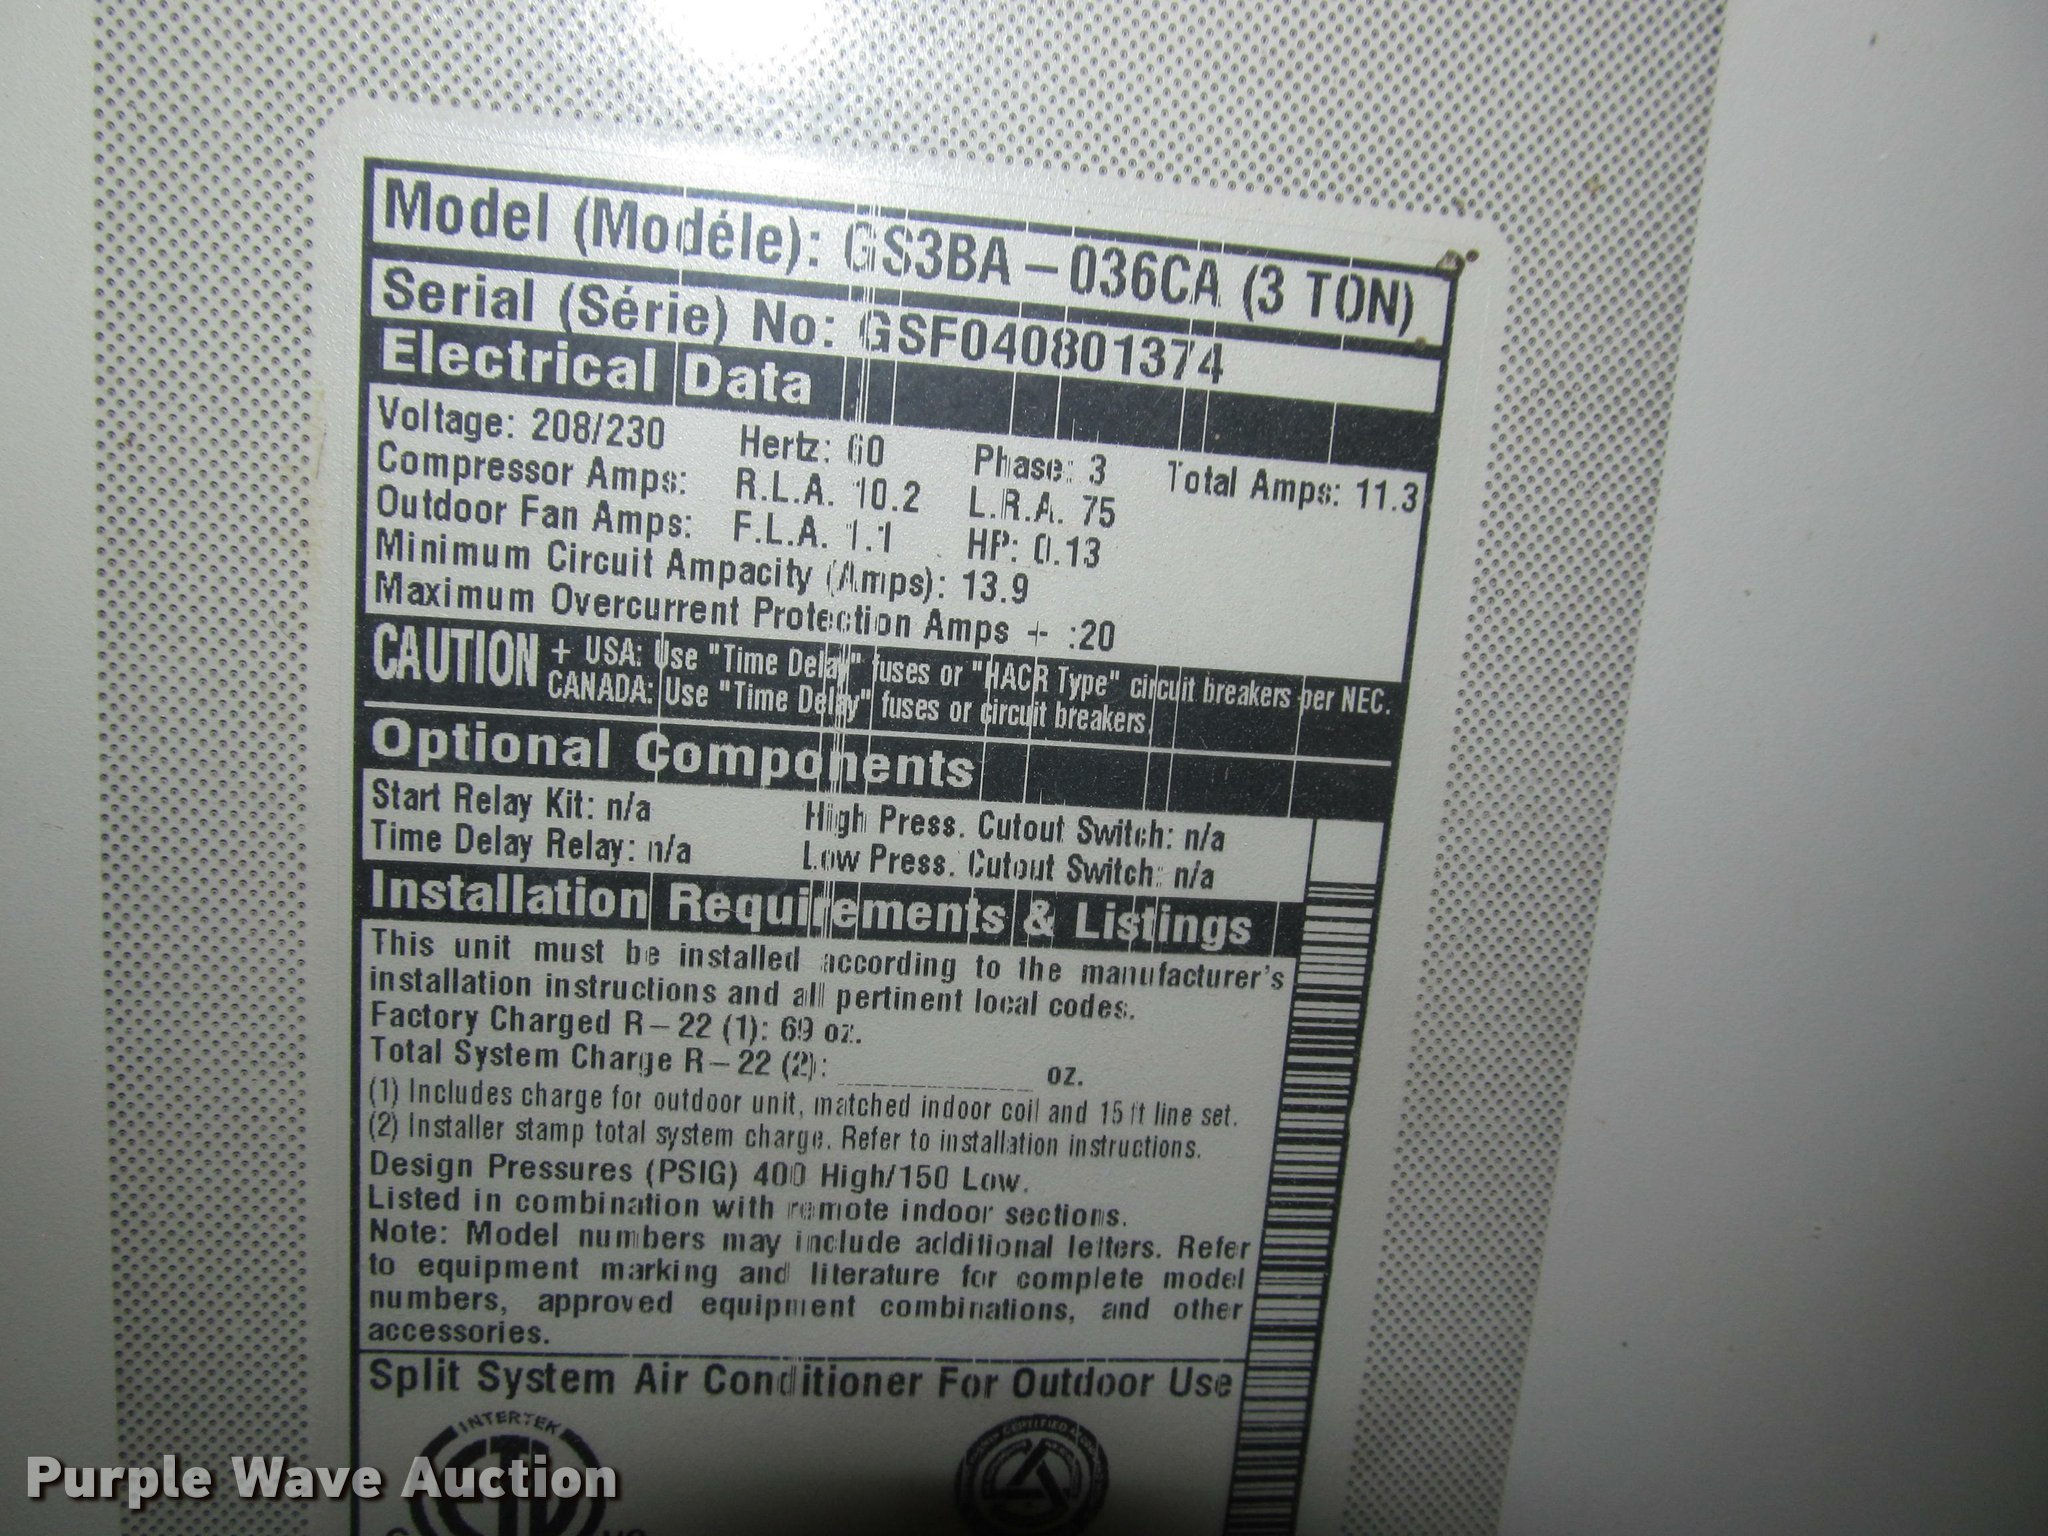 Model (Modéle): GS3BA – 036CA (3 TON)
Serial (Série) No: GSF040801374
Electrical Data
Voltage: 208/230 Hertz: 60 Phase: 3 Total Amps: 11.3
Compressor Amps: R.L.A. 10.2 L.R.A. 75
Outdoor Fan Amps: F.L.A. 1.1 HP: 0.13
Minimum Circuit Ampacity (Amps): 13.9
Maximum Overcurrent Protection Amps + :20
CAUTION + USA: Use "Time Delay" fuses or "HACR Type" circuit breakers per NEC.
CANADA: Use "Time Delay" fuses or circuit breakers.
Optional Components
Start Relay Kit: n/a High Press. Cutout Switch: n/a
Time Delay Relay: n/a Low Press. Cutout Switch: n/a
Installation Requirements & Listings
This unit must be installed according to the manufacturer's
installation instructions and all pertinent local codes.
Factory Charged R–22 (1): 69 oz.
Total System Charge R–22 (2): ____________ oz.
(1) Includes charge for outdoor unit, matched indoor coil and 15 ft line set.
(2) Installer stamp total system charge. Refer to installation instructions.
Design Pressures (PSIG) 400 High/150 Low.
Listed in combination with remote indoor sections.
Note: Model numbers may include additional letters. Refer
to equipment marking and literature for complete model
numbers, approved equipment combinations, and other
accessories.
Split System Air Conditioner For Outdoor Use
INTERTEK
Purple Wave Auction